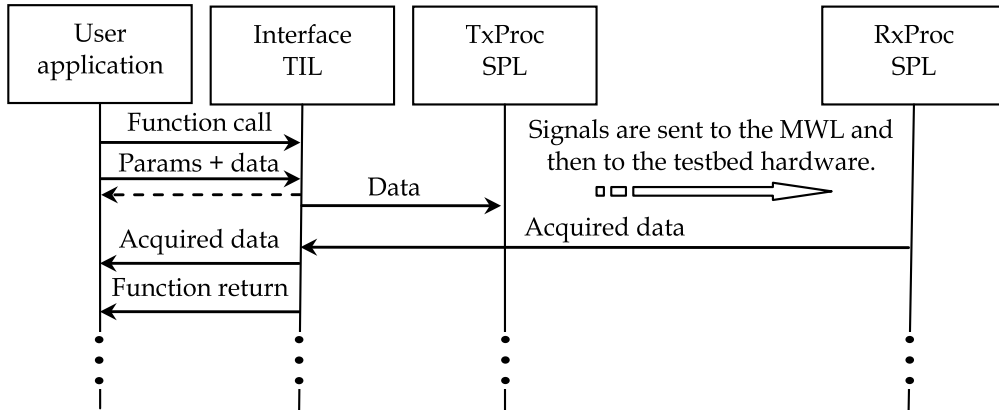 User
application
Interface
TIL
TxProc
SPL
RxProc
SPL
Function call
Signals are sent to the MWL and
then to the testbed hardware.
Params + data
Data
Acquired data
Acquired data
Function return